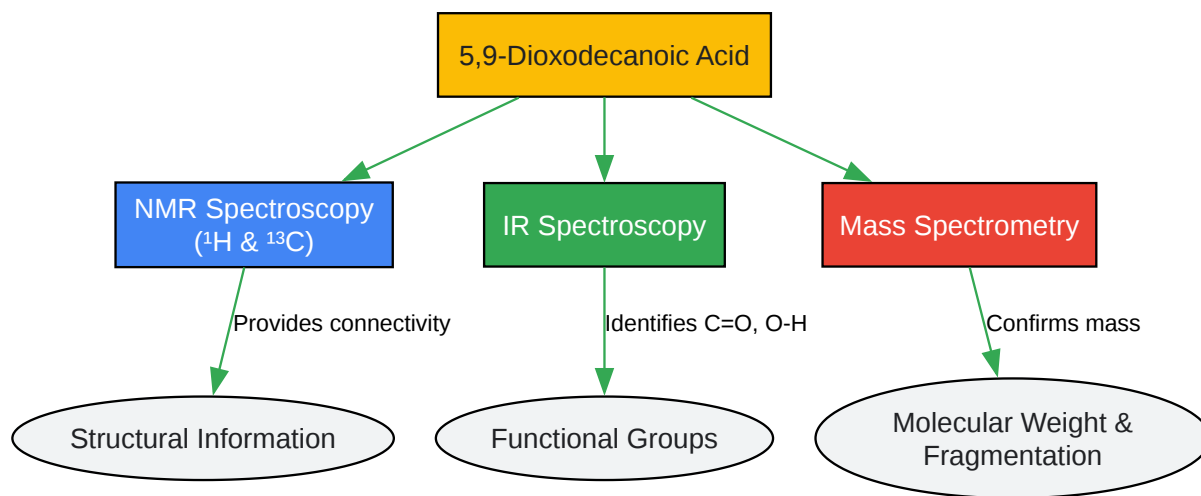 5,9-Dioxodecanoic Acid
NMR Spectroscopy
(¹H & ¹³C)
IR Spectroscopy
Mass Spectrometry
Provides connectivity
Identifies C=O, O-H
Confirms mass
Structural Information
Functional Groups
Molecular Weight &
Fragmentation